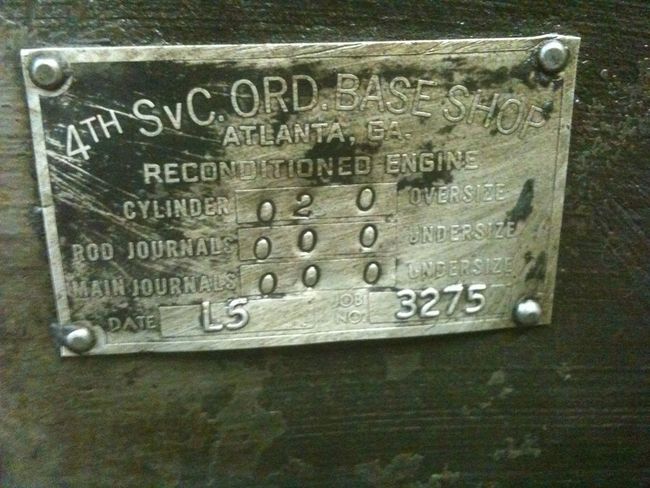 4TH SvC. ORD. BASE SHOP
ATLANTA, GA.
RECONDITIONED ENGINE
CYLINDER 0 2 0 OVERSIZE
ROD JOURNALS 0 0 0 UNDERSIZE
MAIN JOURNALS 0 0 0 UNDERSIZE
DATE L5 JOB NO. 3275